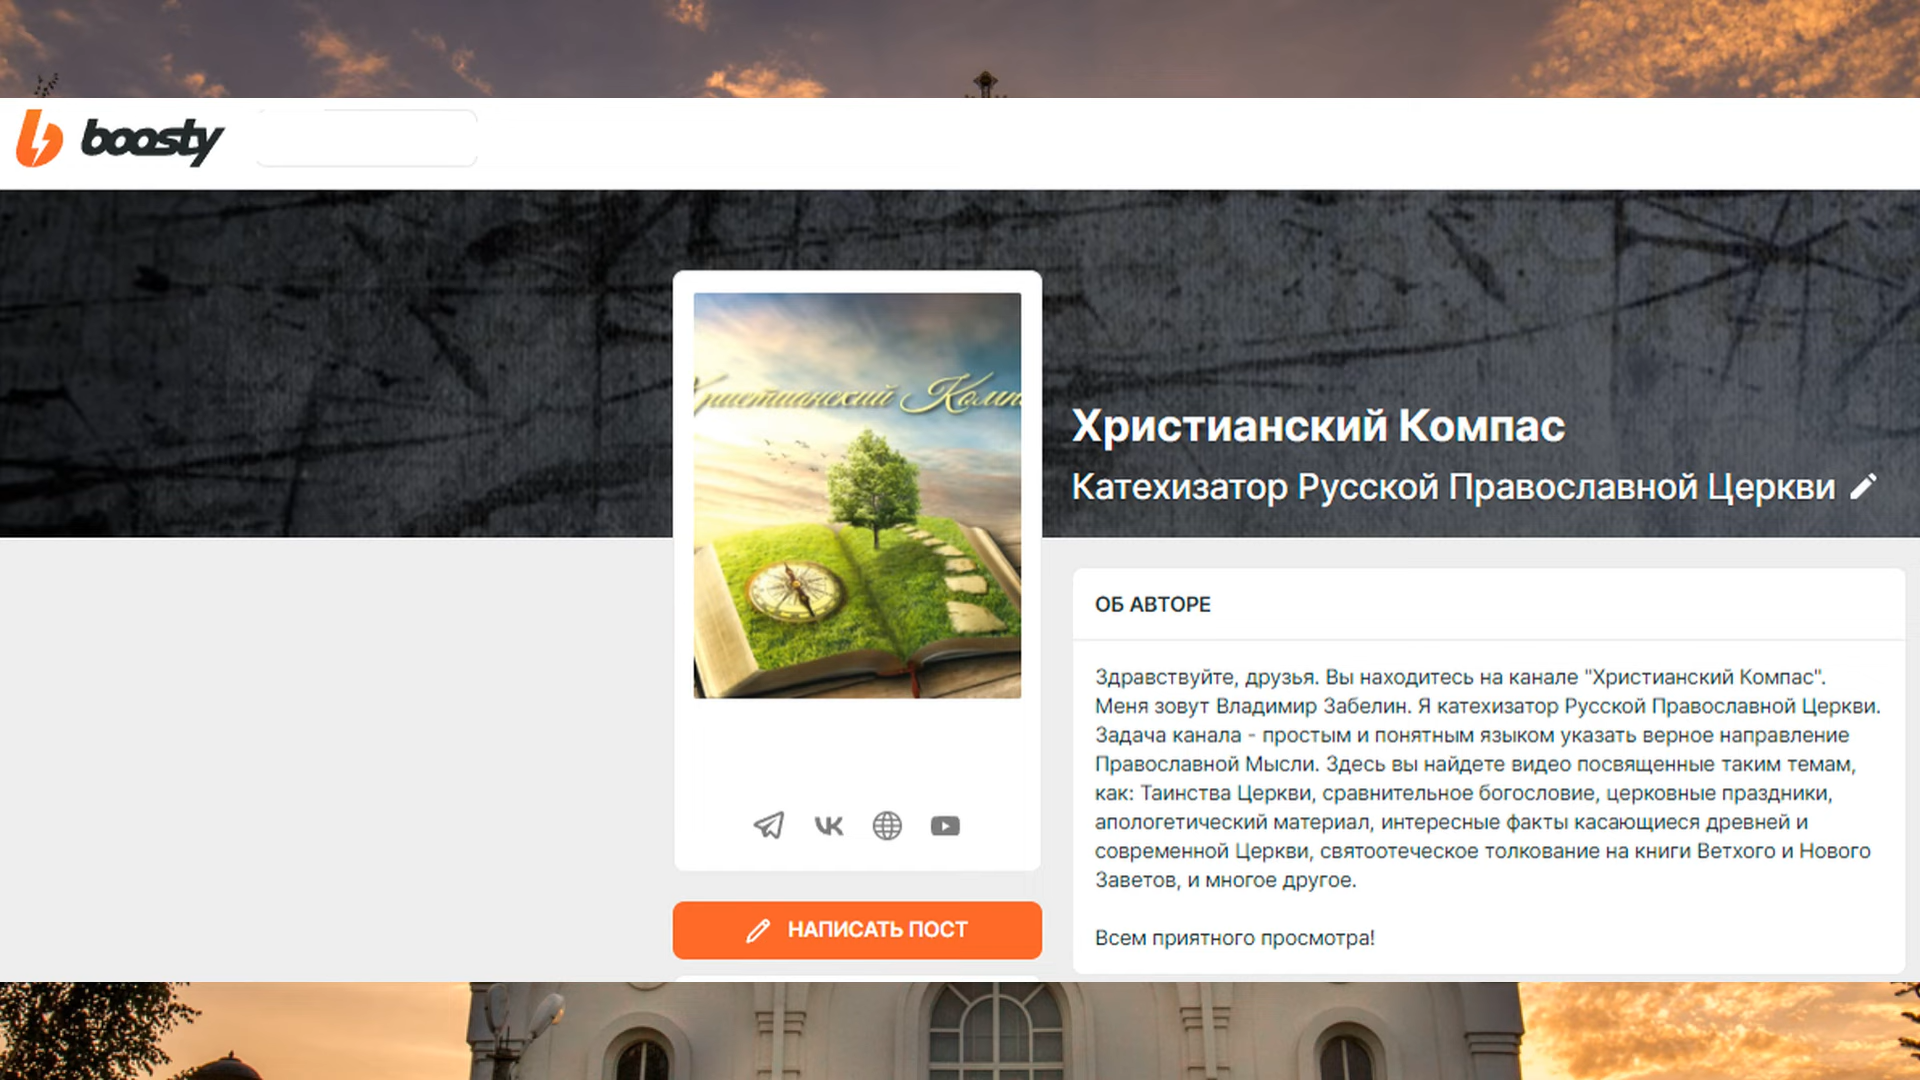 boosty
Христианский Комп
Христианский Компас
Катехизатор Русской Православной Церкви
ОБ АВТОРЕ
Здравствуйте, друзья. Вы находитесь на канале "Христианский Компас".
Меня зовут Владимир Забелин. Я катехизатор Русской Православной Церкви.
Задача канала - простым и понятным языком указать верное направление
Православной Мысли. Здесь вы найдете видео посвященные таким темам,
как: Таинства Церкви, сравнительное богословие, церковные праздники,
апологетический материал, интересные факты касающиеся древней и
современной Церкви, святоотеческое толкование на книги Ветхого и Нового
Заветов, и многое другое.
Всем приятного просмотра!
НАПИСАТЬ ПОСТ